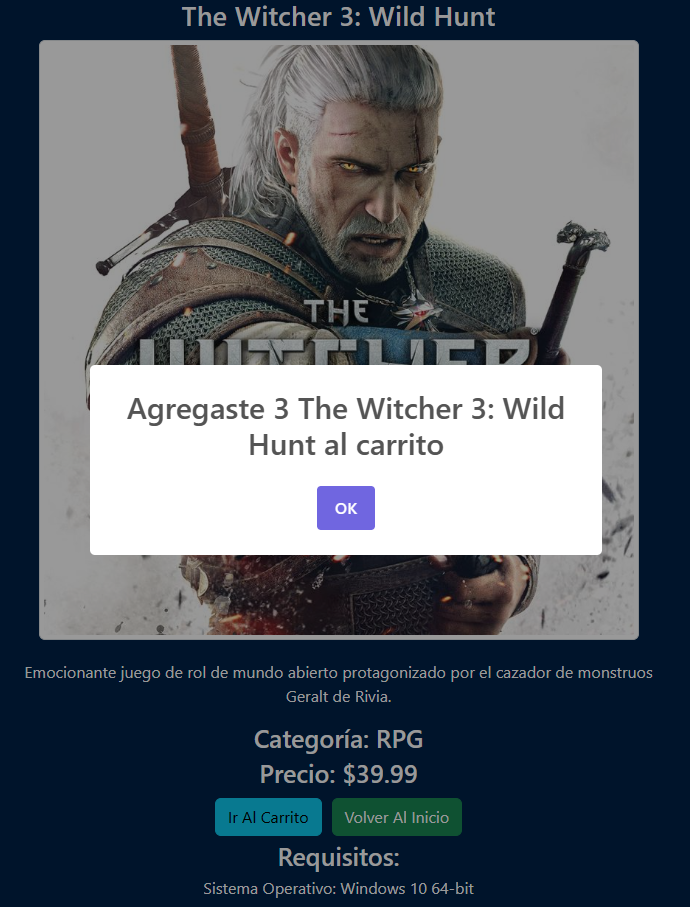 The Witcher 3: Wild Hunt
THE
WITCHER
Agregaste 3 The Witcher 3: Wild
Hunt al carrito
OK
Emocionante juego de rol de mundo abierto protagonizado por el cazador de monstruos
Geralt de Rivia.
Categoría: RPG
Precio: $39.99
Ir Al Carrito
Volver Al Inicio
Requisitos:
Sistema Operativo: Windows 10 64-bit